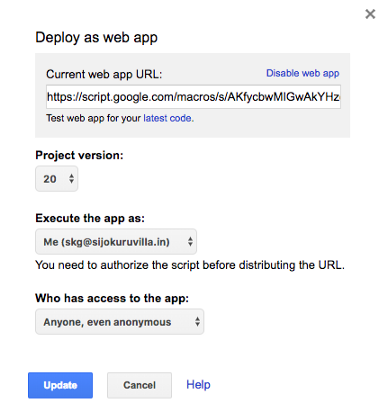 Deploy as web app
Current web app URL:
Disable web app
https://script.google.com/macros/s/AKfycbwMIGwAkYHz
Test web app for your latest code.
Project version:
20
Execute the app as:
Me (skg@sijokuruvilla.in)
You need to authorize the script before distributing the URL.
Who has access to the app:
Anyone, even anonymous
Update
Cancel
Help